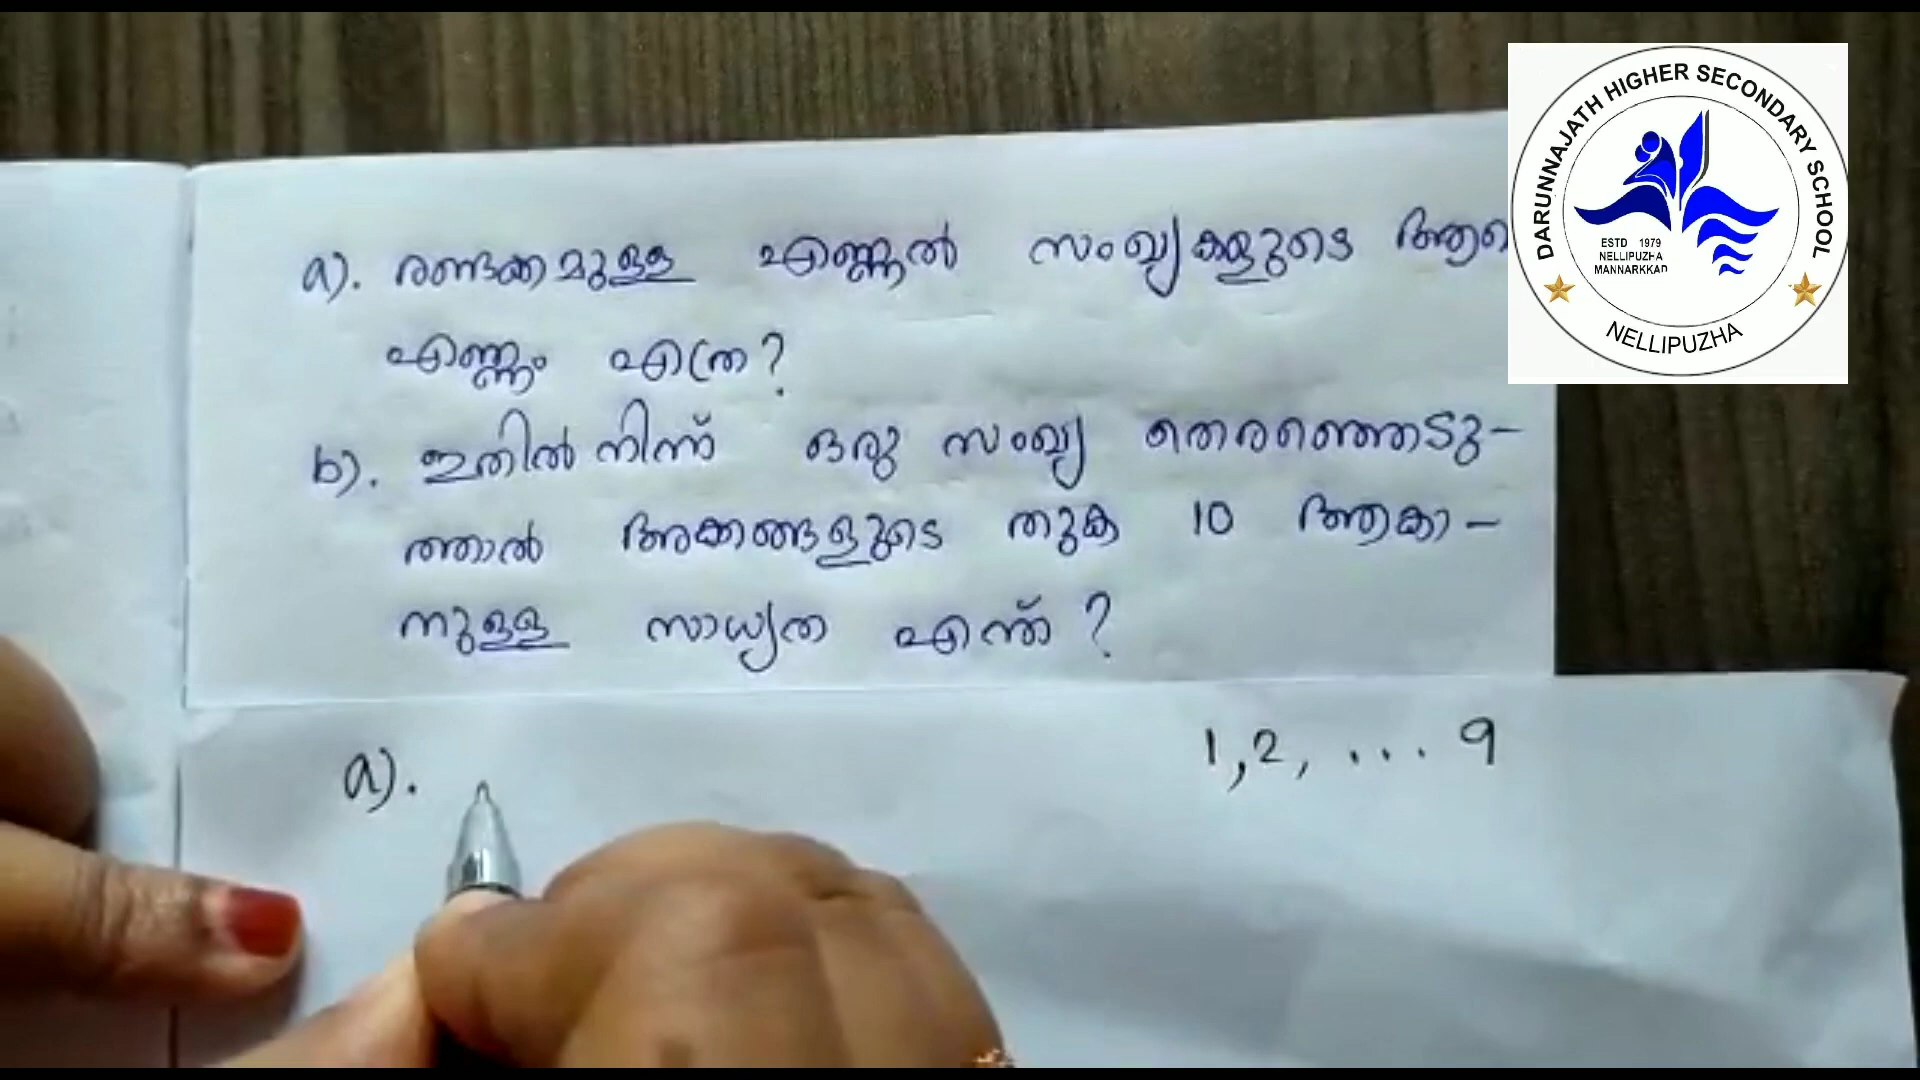 a). രണ്ടക്കമുള്ള എണ്ണൽ സംഖ്യകളുടെ
എണ്ണം എത്ര?
b). ഇതിൽ നിന്ന് ഒരു സംഖ്യ തെരഞ്ഞെടു-
ത്താൽ അക്കങ്ങളുടെ തുക 10 ആകാ-
നുള്ള സാധ്യത എന്ത്?
a).
1,2, ... 9
DARUNNAJATH HIGHER SECONDARY SCHOOL
ESTD 1979
NELLIPUZHA
MANNARKKAD
NELLIPUZHA